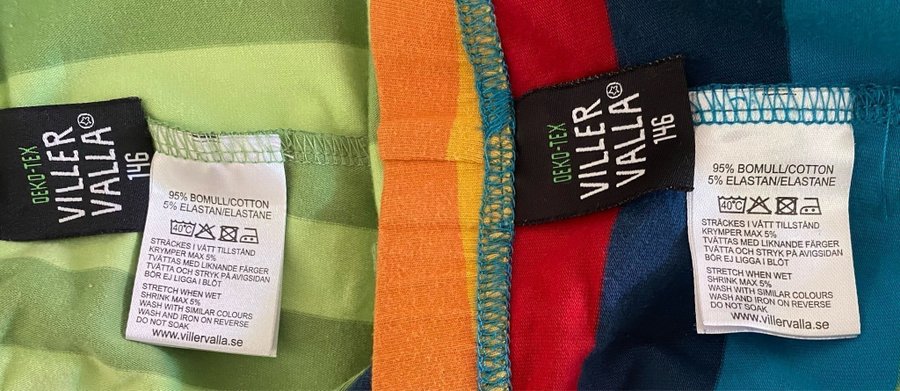 OEKO-TEX
VILLER
VALLA
146
95% BOMULL/COTTON
5% ELASTAN/ELASTANE
40°C
STRÄCKES I VÅTT TILLSTÅND
KRYMPER MAX 5%
TVÄTTAS MED LIKNANDE FÄRGER
TVÄTTA OCH STRYK PÅ AVIGSIDAN
BÖR EJ LIGGA I BLÖT
STRETCH WHEN WET
SHRINK MAX 5%
WASH WITH SIMILAR COLOURS
WASH AND IRON ON REVERSE
DO NOT SOAK
www.villervalla.se
OEKO-TEX
VILLER
VALLA
146
95% BOMULL/COTTON
5% ELASTAN/ELASTANE
40°C
STRÄCKES I VÅTT TILLSTÅND
KRYMPER MAX 5%
TVÄTTAS MED LIKNANDE FÄRGER
TVÄTTA OCH STRYK PÅ AVIGSIDAN
BÖR EJ LIGGA I BLÖT
STRETCH WHEN WET
SHRINK MAX 5%
WASH WITH SIMILAR COLOURS
WASH AND IRON ON REVERSE
DO NOT SOAK
www.villervalla.se